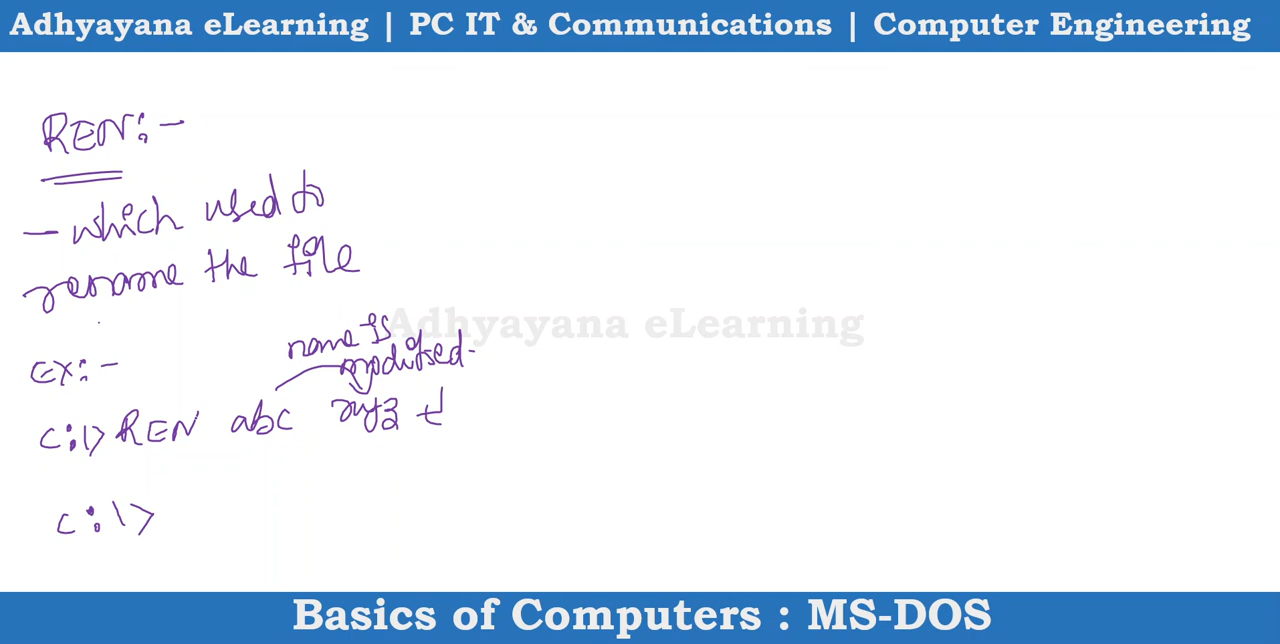 Adhyayana eLearning | PC IT & Communications | Computer Engineering
REN:-
- which used to
rename the file
Adhyayana eLearning
name is
modified-
EX:-
C:\> REN abc xyz ↵
C:\>
Basics of Computers : MS-DOS